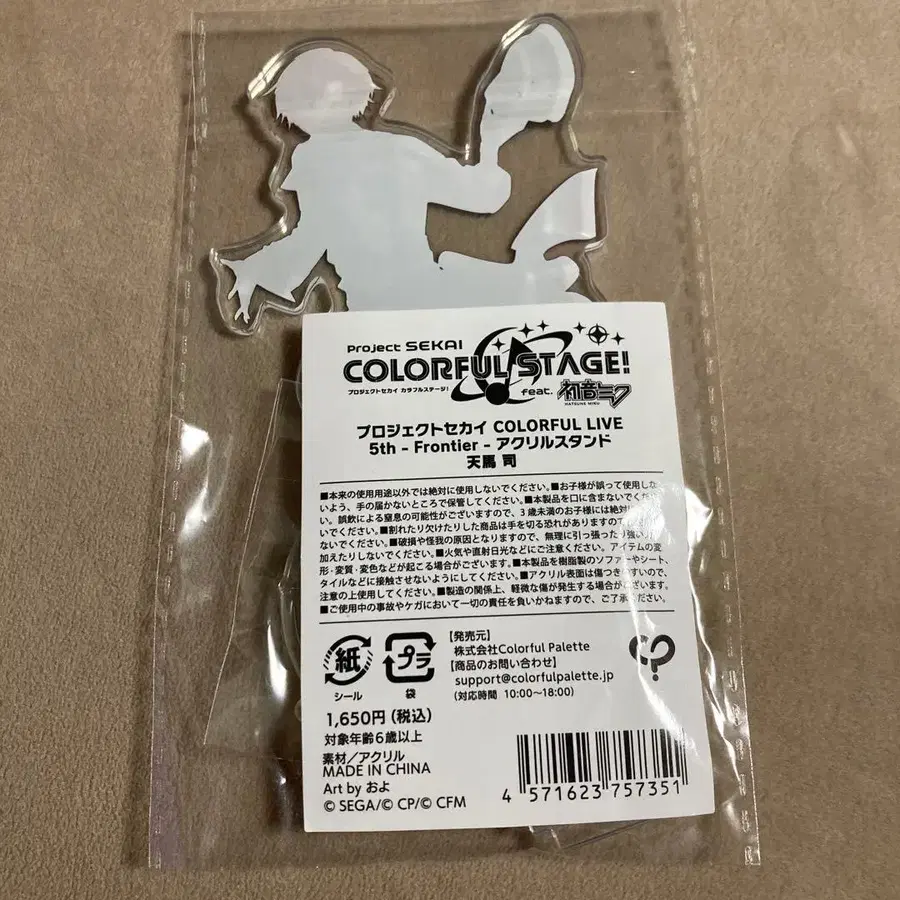 Project SEKAI
COLORFUL STAGE!
プロジェクトセカイ カラフルステージ!
feat. 初音ミク
HATSUNE MIKU
プロジェクトセカイ COLORFUL LIVE
5th - Frontier - アクリルスタンド
天馬 司
■本来の使用用途以外では絶対に使用しないでください。■お子様が誤って使用しな
いよう、手の届かないところで保管してください。■本製品を口に含まないでくださ
い。誤飲による窒息の可能性がございますので、3歳未満のお子様には絶対
いでください。■割れたり欠けたりした商品は手を切る恐れがありますので
ないでください。■破損や怪我の原因となりますので、無理に引っ張ったり強い
加えたりしないでください。■火気や直射日光などにご注意ください。アイテムの変
形・変質・変色などが起こる場合がございます。■本製品を樹脂製のソファーやシート、
タイルなどに接触させないようにしてください。■アクリル表面は傷つきやすいので、
注意の上使用してください。■製造の関係上、軽微な傷が発生する場合がございます。
■ご使用中の事故やケガにおいて一切の責任を負いかねますので、ご了承ください。
紙
シール
プラ
袋
【発売元】
株式会社Colorful Palette
【商品のお問い合わせ】
support@colorfulpalette.jp
(対応時間 10:00~18:00)
1,650円(税込)
対象年齢6歳以上
素材/アクリル
MADE IN CHINA
Art by およ
© SEGA/© CP/© CFM
4 571623 757351